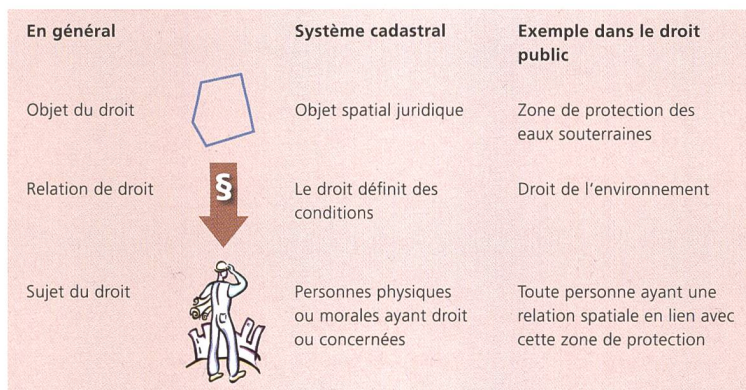 En général
Système cadastral
Exemple dans le droit
public
Objet du droit
Objet spatial juridique
Zone de protection des
eaux souterraines
Relation de droit
§
Le droit définit des
conditions
Droit de l'environnement
Sujet du droit
Personnes physiques
ou morales ayant droit
ou concernées
Toute personne ayant une
relation spatiale en lien avec
cette zone de protection